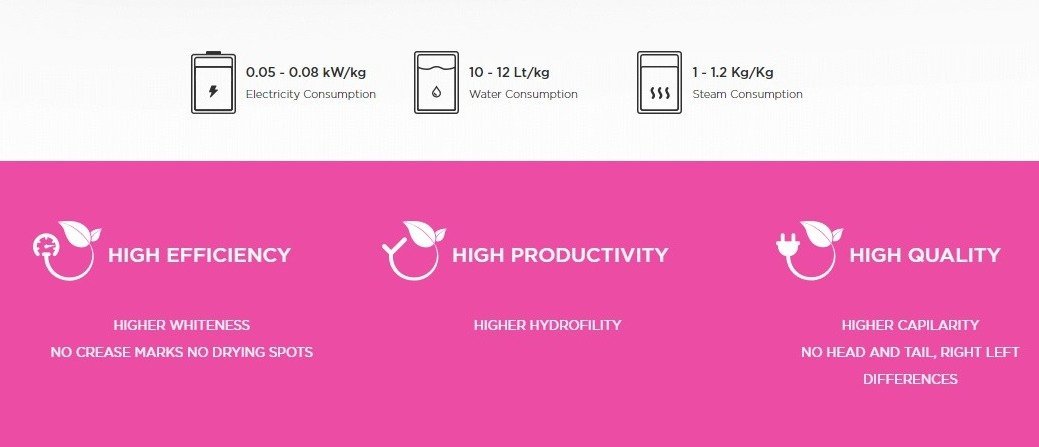 0.05 - 0.08 kW/kg
Electricity Consumption
10 - 12 Lt/kg
Water Consumption
1 - 1.2 Kg/Kg
Steam Consumption
HIGH EFFICIENCY
HIGHER WHITENESS
NO CREASE MARKS NO DRYING SPOTS
HIGH PRODUCTIVITY
HIGHER HYDROFILITY
HIGH QUALITY
HIGHER CAPILARITY
NO HEAD AND TAIL, RIGHT LEFT
DIFFERENCES